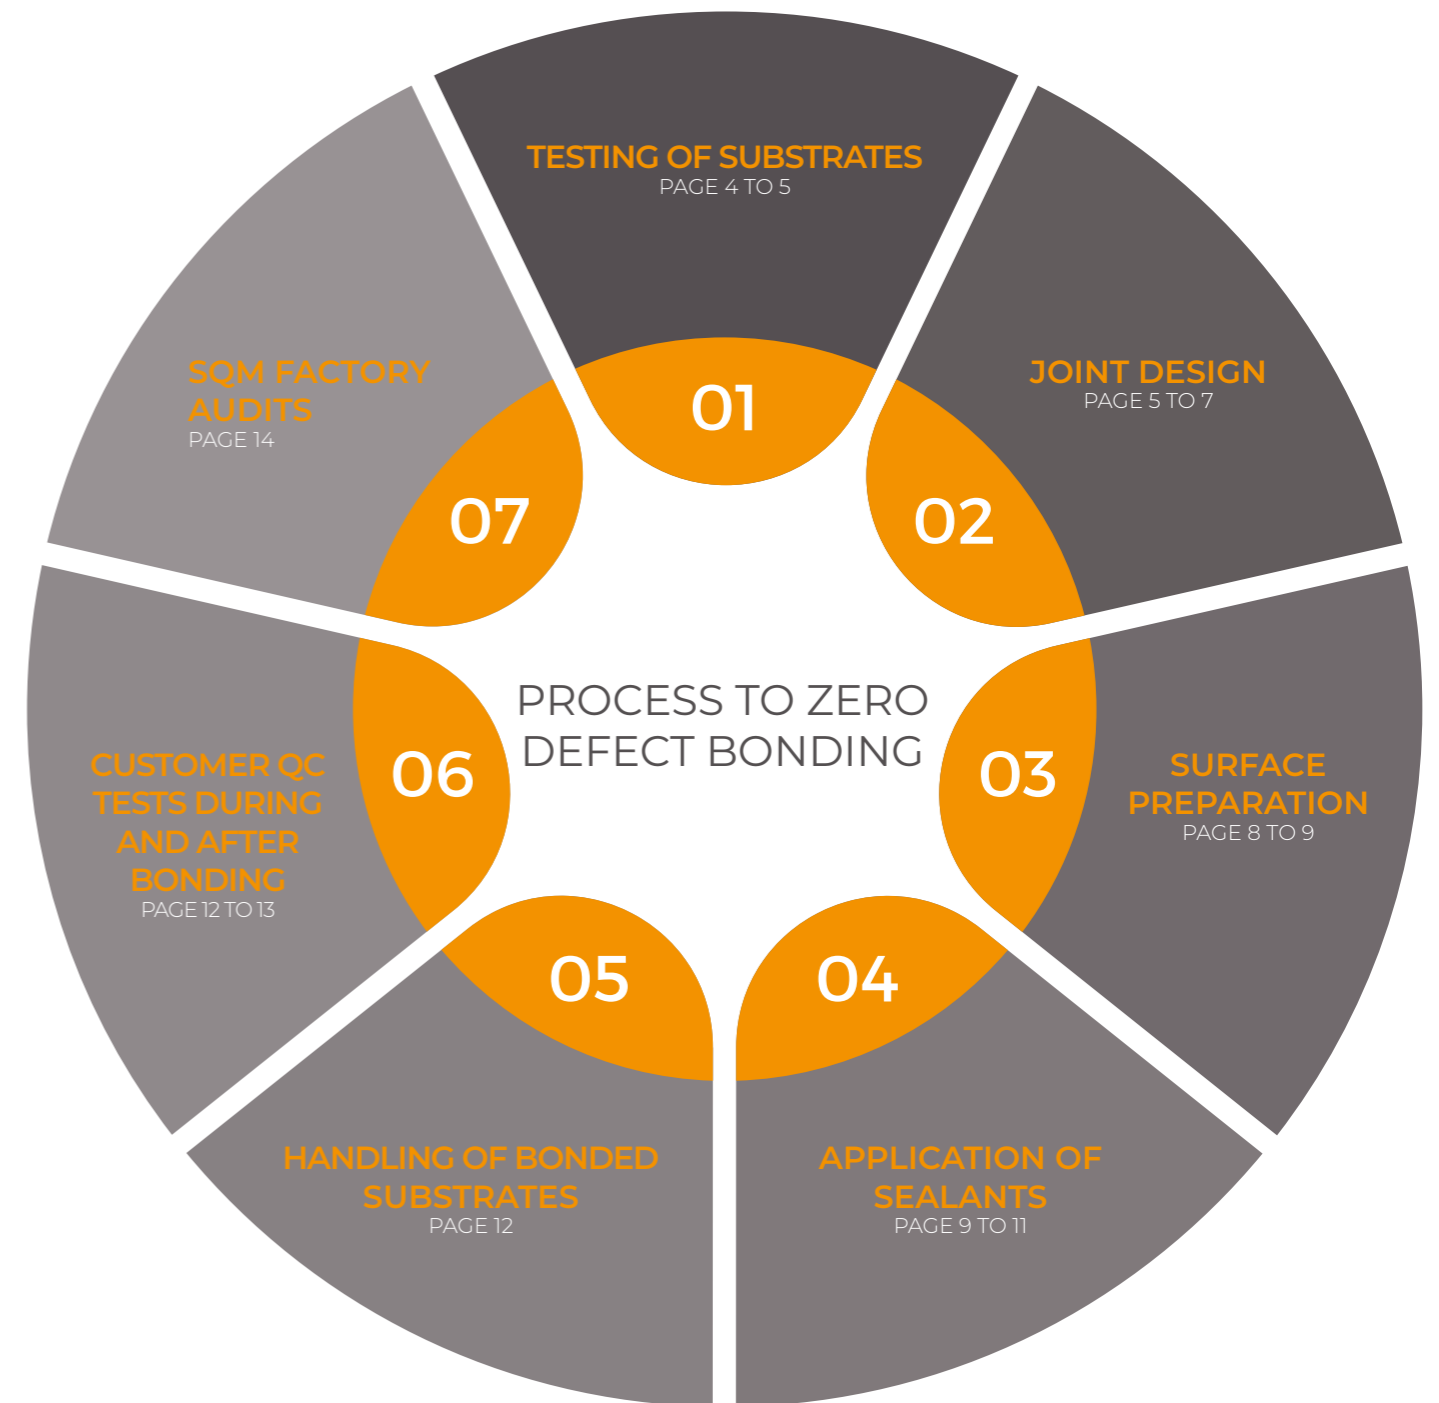 TESTING OF SUBSTRATES
PAGE 4 TO 5
01
JOINT DESIGN
PAGE 5 TO 7
02
SURFACE
PREPARATION
PAGE 8 TO 9
03
APPLICATION OF
SEALANTS
PAGE 9 TO 11
04
HANDLING OF BONDED
SUBSTRATES
PAGE 12
05
CUSTOMER QC
TESTS DURING
AND AFTER
BONDING
PAGE 12 TO 13
06
SQM FACTORY
AUDITS
PAGE 14
07
PROCESS TO ZERO
DEFECT BONDING